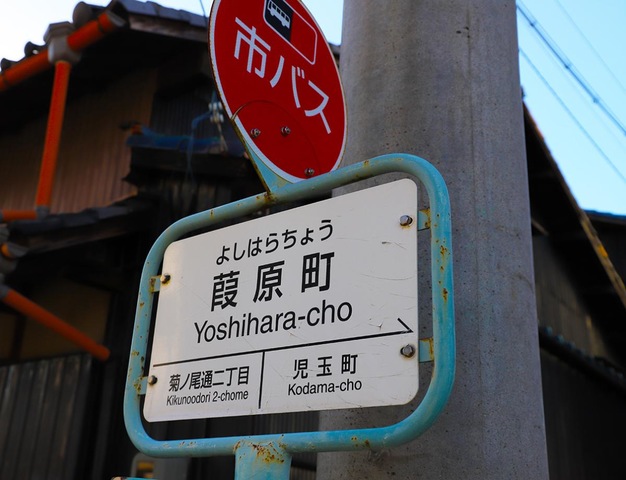 市バス
よしはらちょう
葭原町
Yoshihara-cho
菊ノ尾通二丁目
Kikunoodori 2-chome
児玉町
Kodama-cho